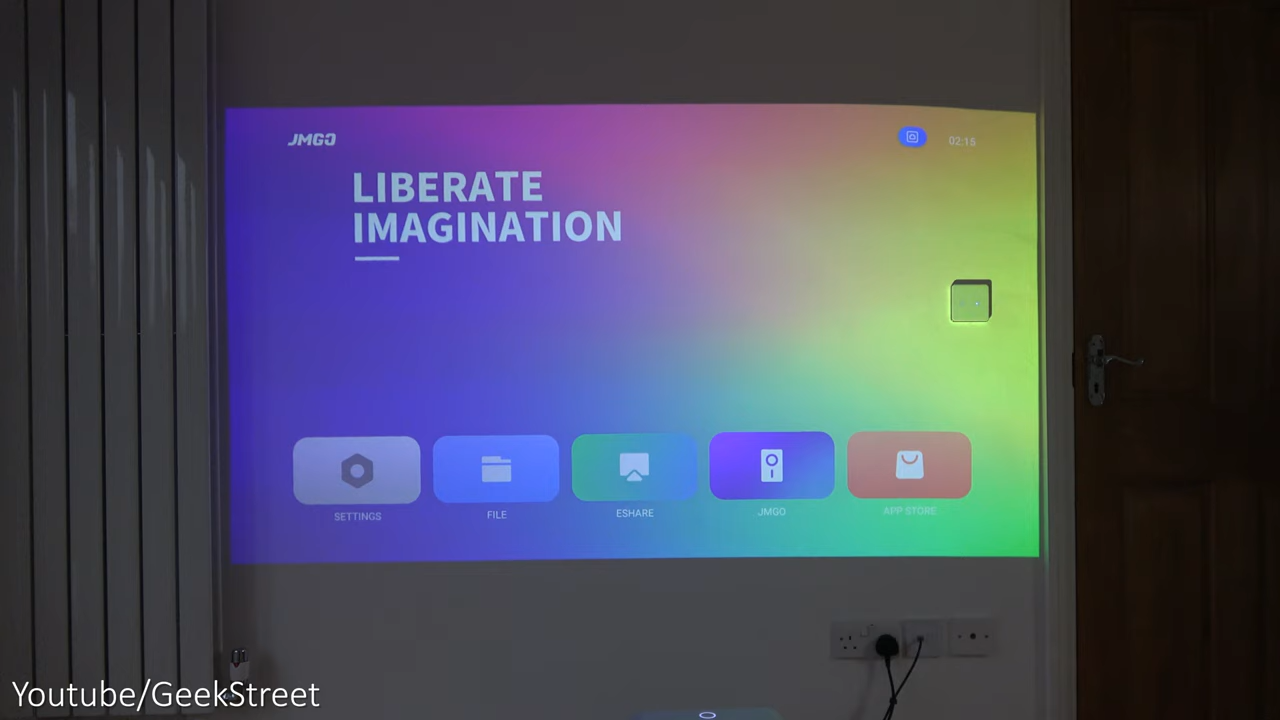 JMGO
02:15
LIBERATE
IMAGINATION
SETTINGS
FILE
ESHARE
JMGO
APP STORE
Youtube/GeekStreet